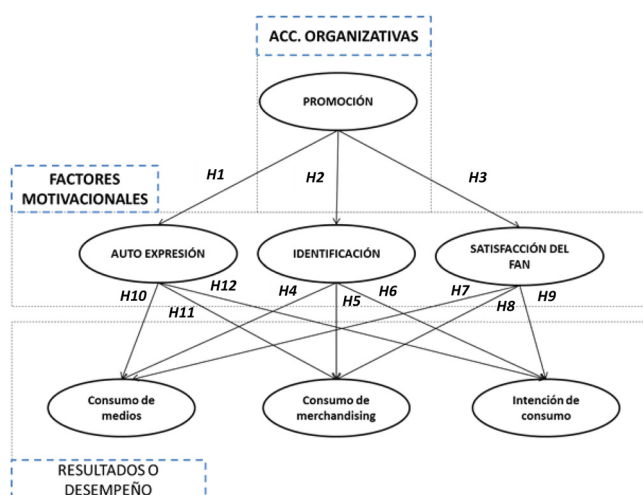 ACC. ORGANIZATIVAS
PROMOCIÓN
H1
H2
H3
FACTORES
MOTIVACIONALES
AUTO EXPRESIÓN
IDENTIFICACIÓN
SATISFACCIÓN DEL
FAN
H10
H12
H4
H6
H7
H9
H11
H5
H8
Consumo de
medios
Consumo de
merchandising
Intención de
consumo
RESULTADOS O
DESEMPEÑO